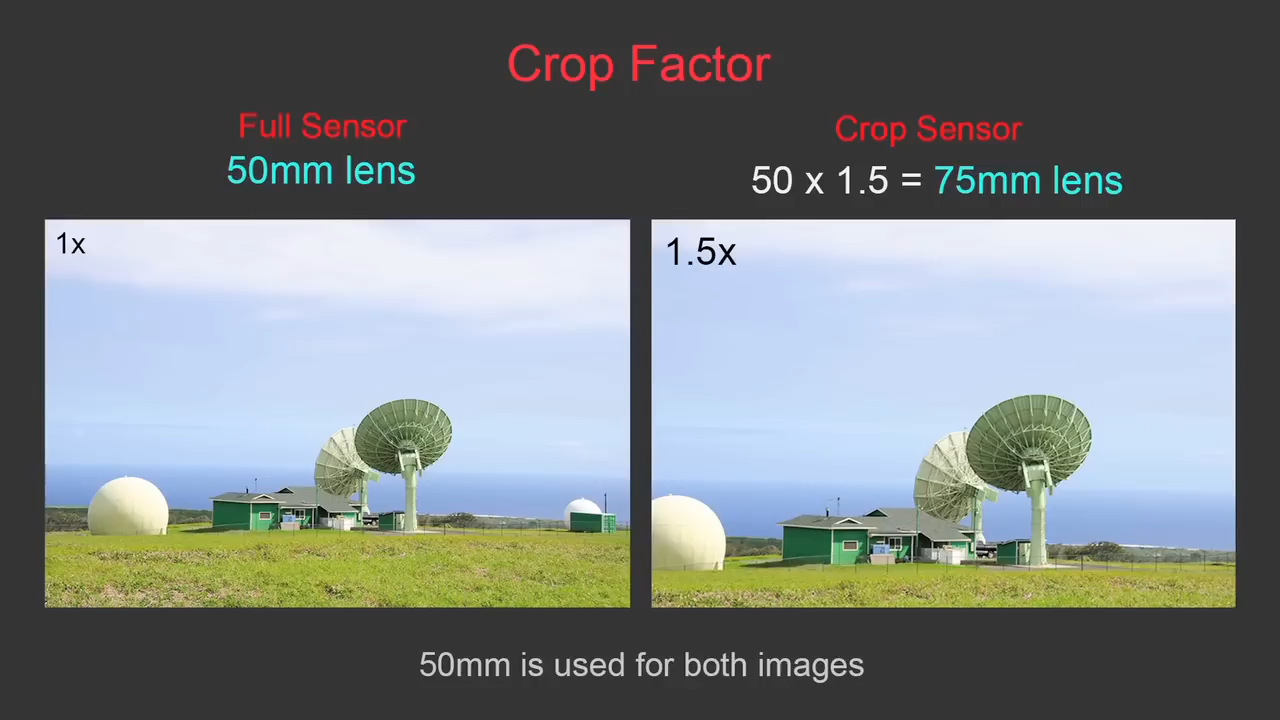 Crop Factor
Full Sensor
50mm lens
Crop Sensor
50 x 1.5 = 75mm lens
1x
1.5x
50mm is used for both images